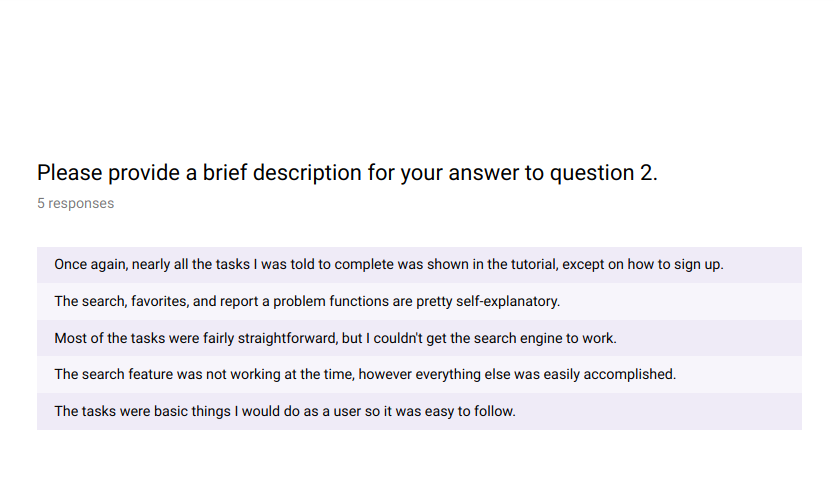 Please provide a brief description for your answer to question 2.
5 responses
Once again, nearly all the tasks I was told to complete was shown in the tutorial, except on how to sign up.
The search, favorites, and report a problem functions are pretty self-explanatory.
Most of the tasks were fairly straightforward, but I couldn't get the search engine to work.
The search feature was not working at the time, however everything else was easily accomplished.
The tasks were basic things I would do as a user so it was easy to follow.